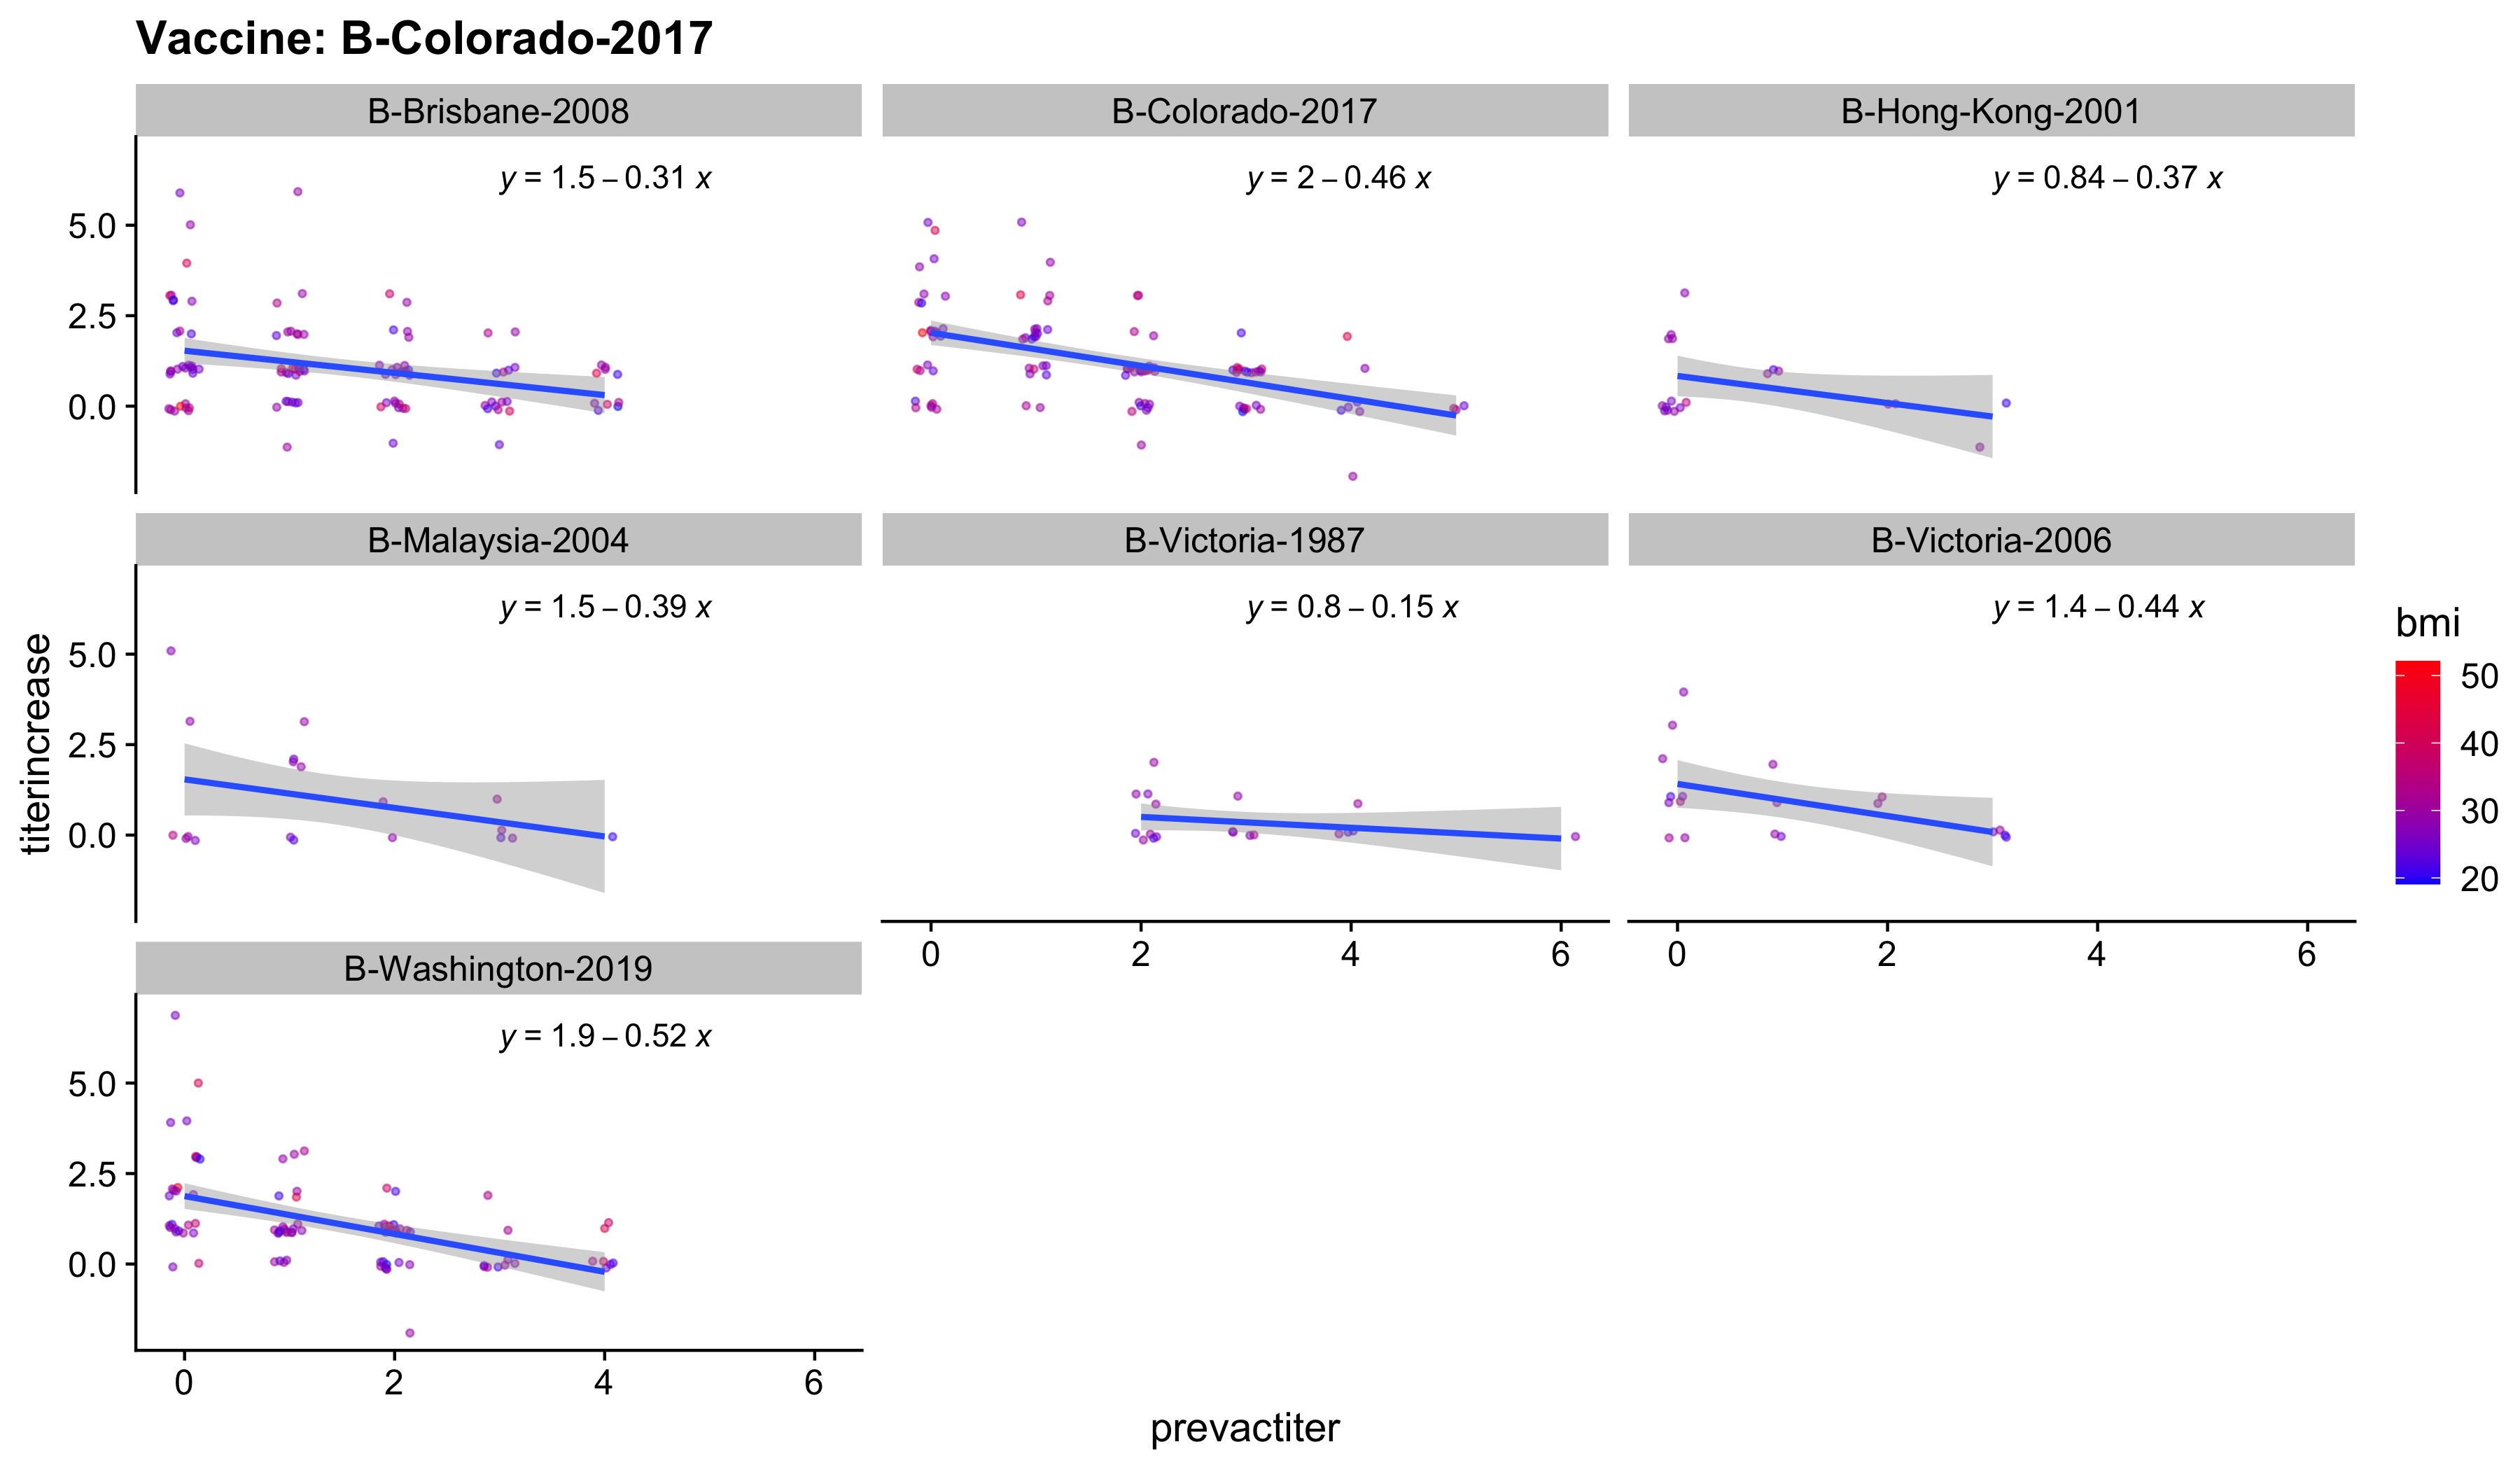 Vaccine: B-Colorado-2017
B-Brisbane-2008
B-Colorado-2017
B-Hong-Kong-2001
y = 1.5 – 0.31 x
y = 2 – 0.46 x
y = 0.84 – 0.37 x
5.0
2.5
0.0
B-Malaysia-2004
B-Victoria-1987
B-Victoria-2006
y = 1.5 – 0.39 x
y = 0.8 – 0.15 x
y = 1.4 – 0.44 x
5.0
2.5
0.0
0 2 4 6
0 2 4 6
B-Washington-2019
y = 1.9 – 0.52 x
5.0
2.5
0.0
0 2 4 6
titerincrease
prevactiter
bmi
50
40
30
20